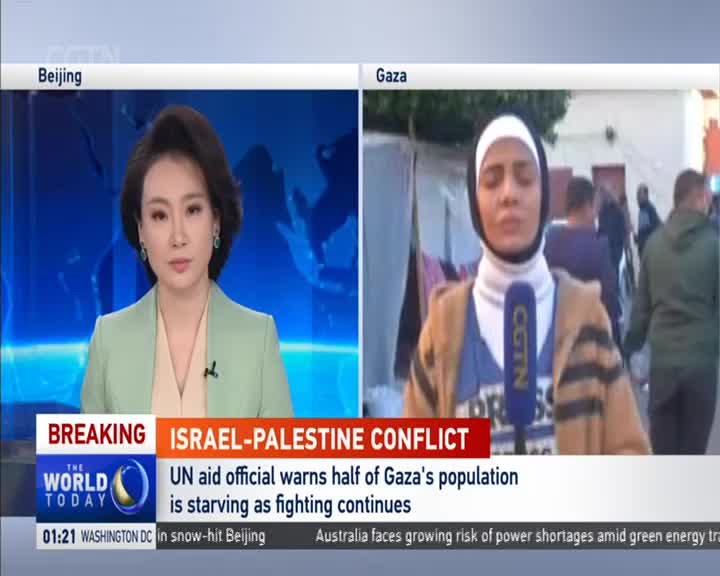 CGTN
Beijing
Gaza
CGTN
PRESS
BREAKING
ISRAEL-PALESTINE CONFLICT
THE
WORLD
TODAY
UN aid official warns half of Gaza's population
is starving as fighting continues
01:21 WASHINGTON DC
in snow-hit Beijing Australia faces growing risk of power shortages amid green energy tra